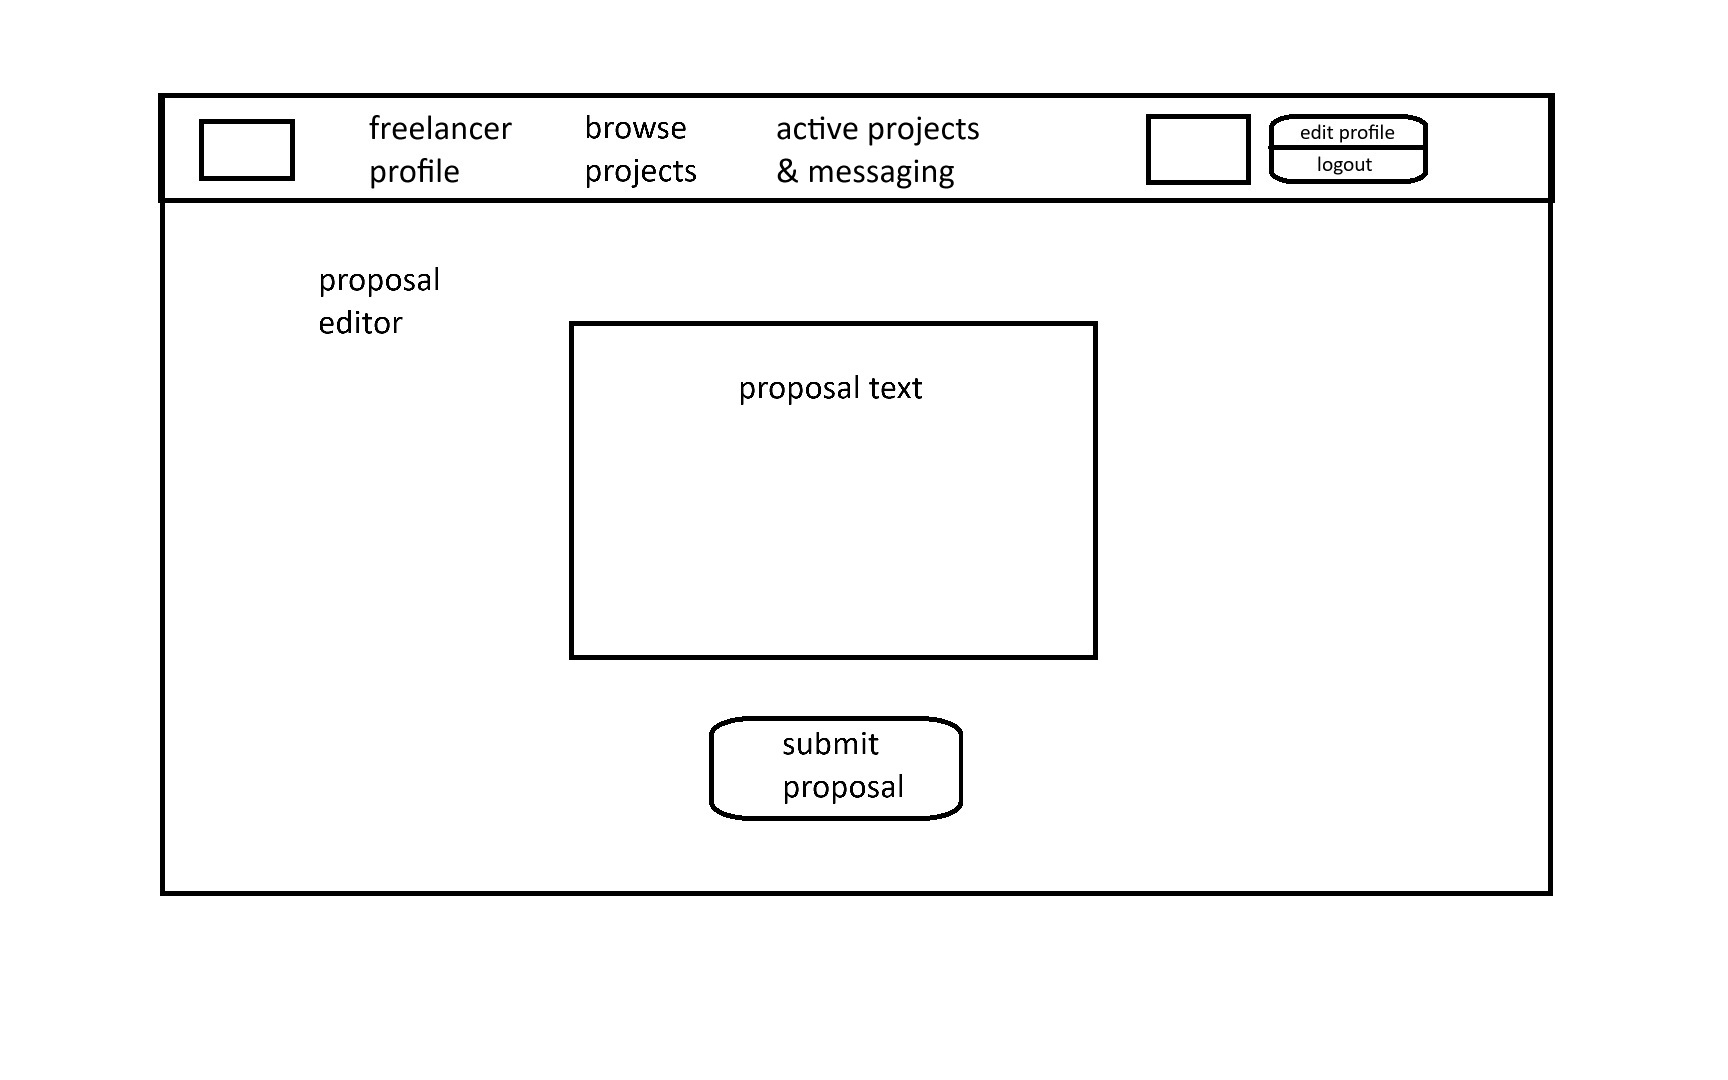 freelancer
profile
browse
projects
active projects
& messaging
edit profile
logout
proposal
editor
proposal text
submit
proposal